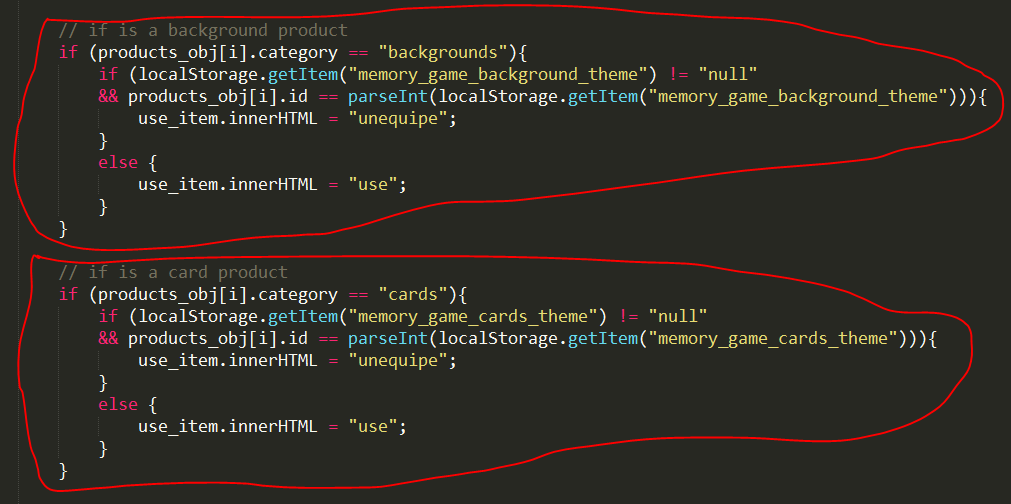 // if is a background product
if (products_obj[i].category == "backgrounds"){
if (localStorage.getItem("memory_game_background_theme") != "null"
&& products_obj[i].id == parseInt(localStorage.getItem("memory_game_background_theme"))){
use_item.innerHTML = "unequipe";
}
else {
use_item.innerHTML = "use";
}
}
// if is a card product
if (products_obj[i].category == "cards"){
if (localStorage.getItem("memory_game_cards_theme") != "null"
&& products_obj[i].id == parseInt(localStorage.getItem("memory_game_cards_theme"))){
use_item.innerHTML = "unequipe";
}
else {
use_item.innerHTML = "use";
}
}